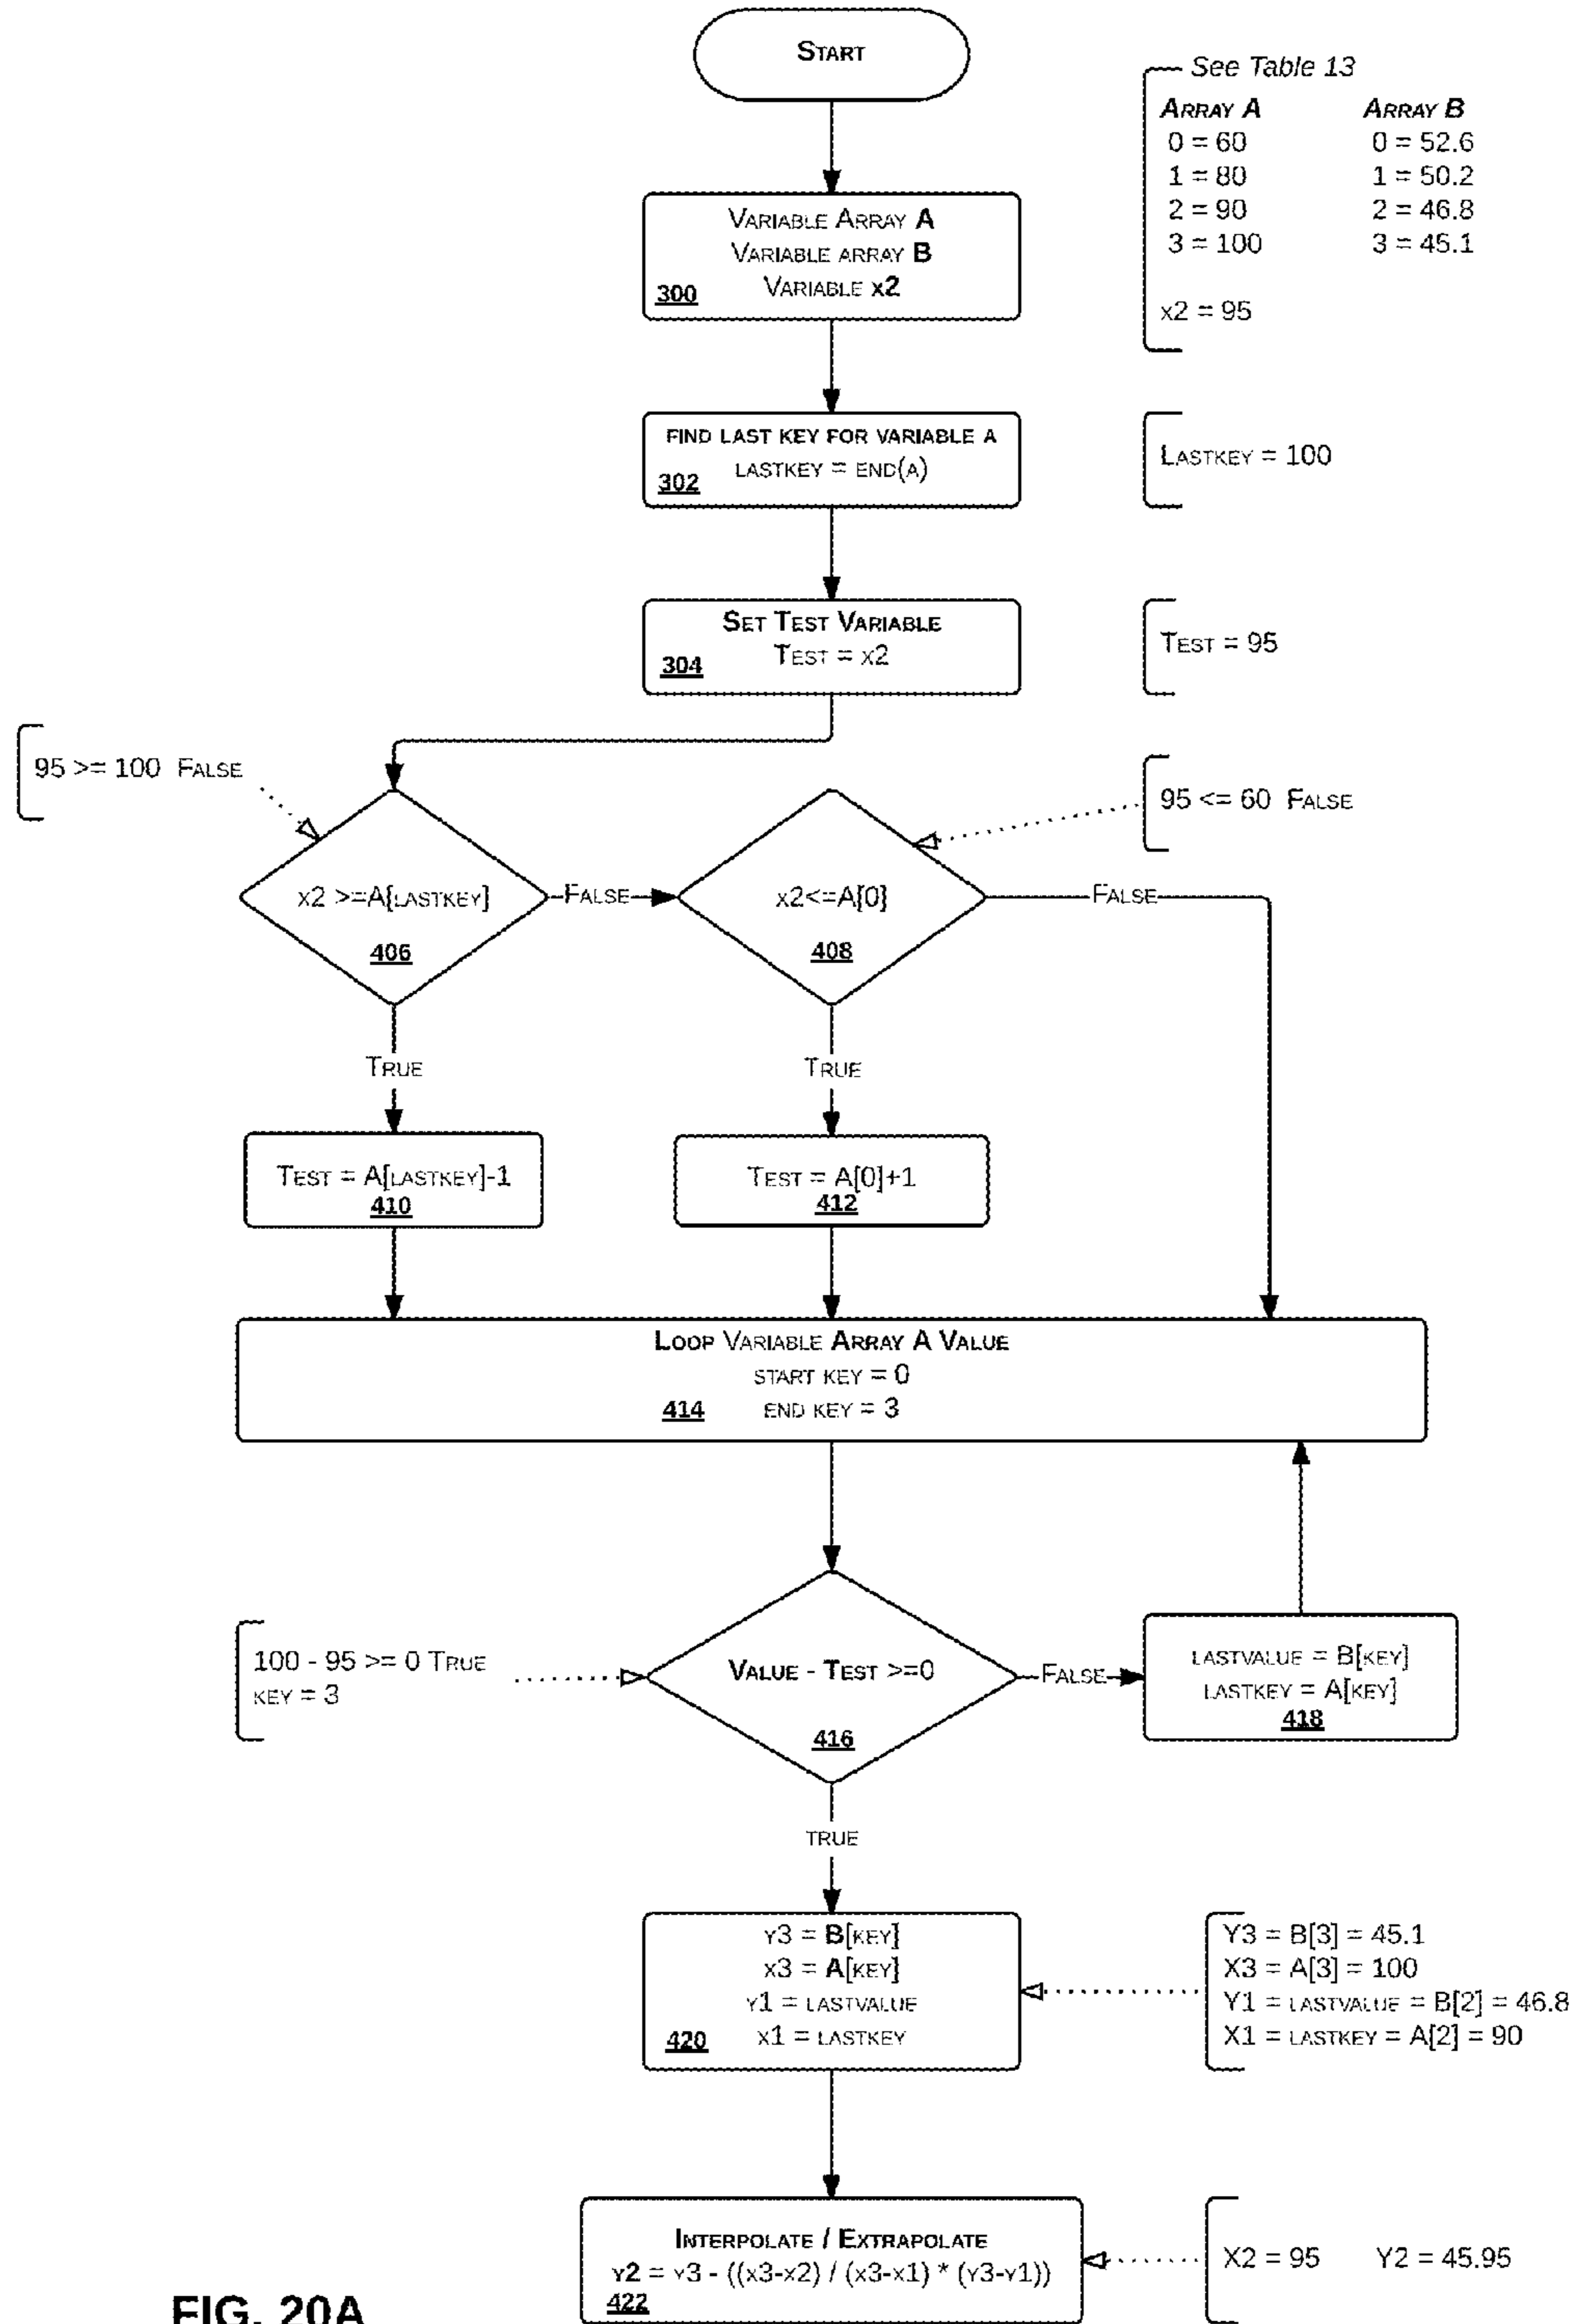 START
See Table 13
ARRAY A ARRAY B
0 = 60 0 = 52.6
1 = 80 1 = 50.2
2 = 90 2 = 46.8
3 = 100 3 = 45.1
x2 = 95
VARIABLE ARRAY A
VARIABLE ARRAY B
VARIABLE x2
300
FIND LAST KEY FOR VARIABLE A
LASTKEY = END(A)
302
LASTKEY = 100
SET TEST VARIABLE
TEST = x2
304
TEST = 95
95 >= 100 FALSE
95 <= 60 FALSE
x2 >=A[LASTKEY]
406
FALSE
x2<=A[0]
408
FALSE
TRUE
TRUE
TEST = A[LASTKEY]-1
410
TEST = A[0]+1
412
LOOP VARIABLE ARRAY A VALUE
START KEY = 0
END KEY = 3
414
100 - 95 >= 0 TRUE
KEY = 3
VALUE - TEST >=0
416
FALSE
LASTVALUE = B[KEY]
LASTKEY = A[KEY]
418
TRUE
Y3 = B[KEY]
X3 = A[KEY]
Y1 = LASTVALUE
X1 = LASTKEY
420
Y3 = B[3] = 45.1
X3 = A[3] = 100
Y1 = LASTVALUE = B[2] = 46.8
X1 = LASTKEY = A[2] = 90
INTERPOLATE / EXTRAPOLATE
Y2 = Y3 - ((X3-X2) / (X3-X1) * (Y3-Y1))
422
X2 = 95 Y2 = 45.95
FIG. 20A